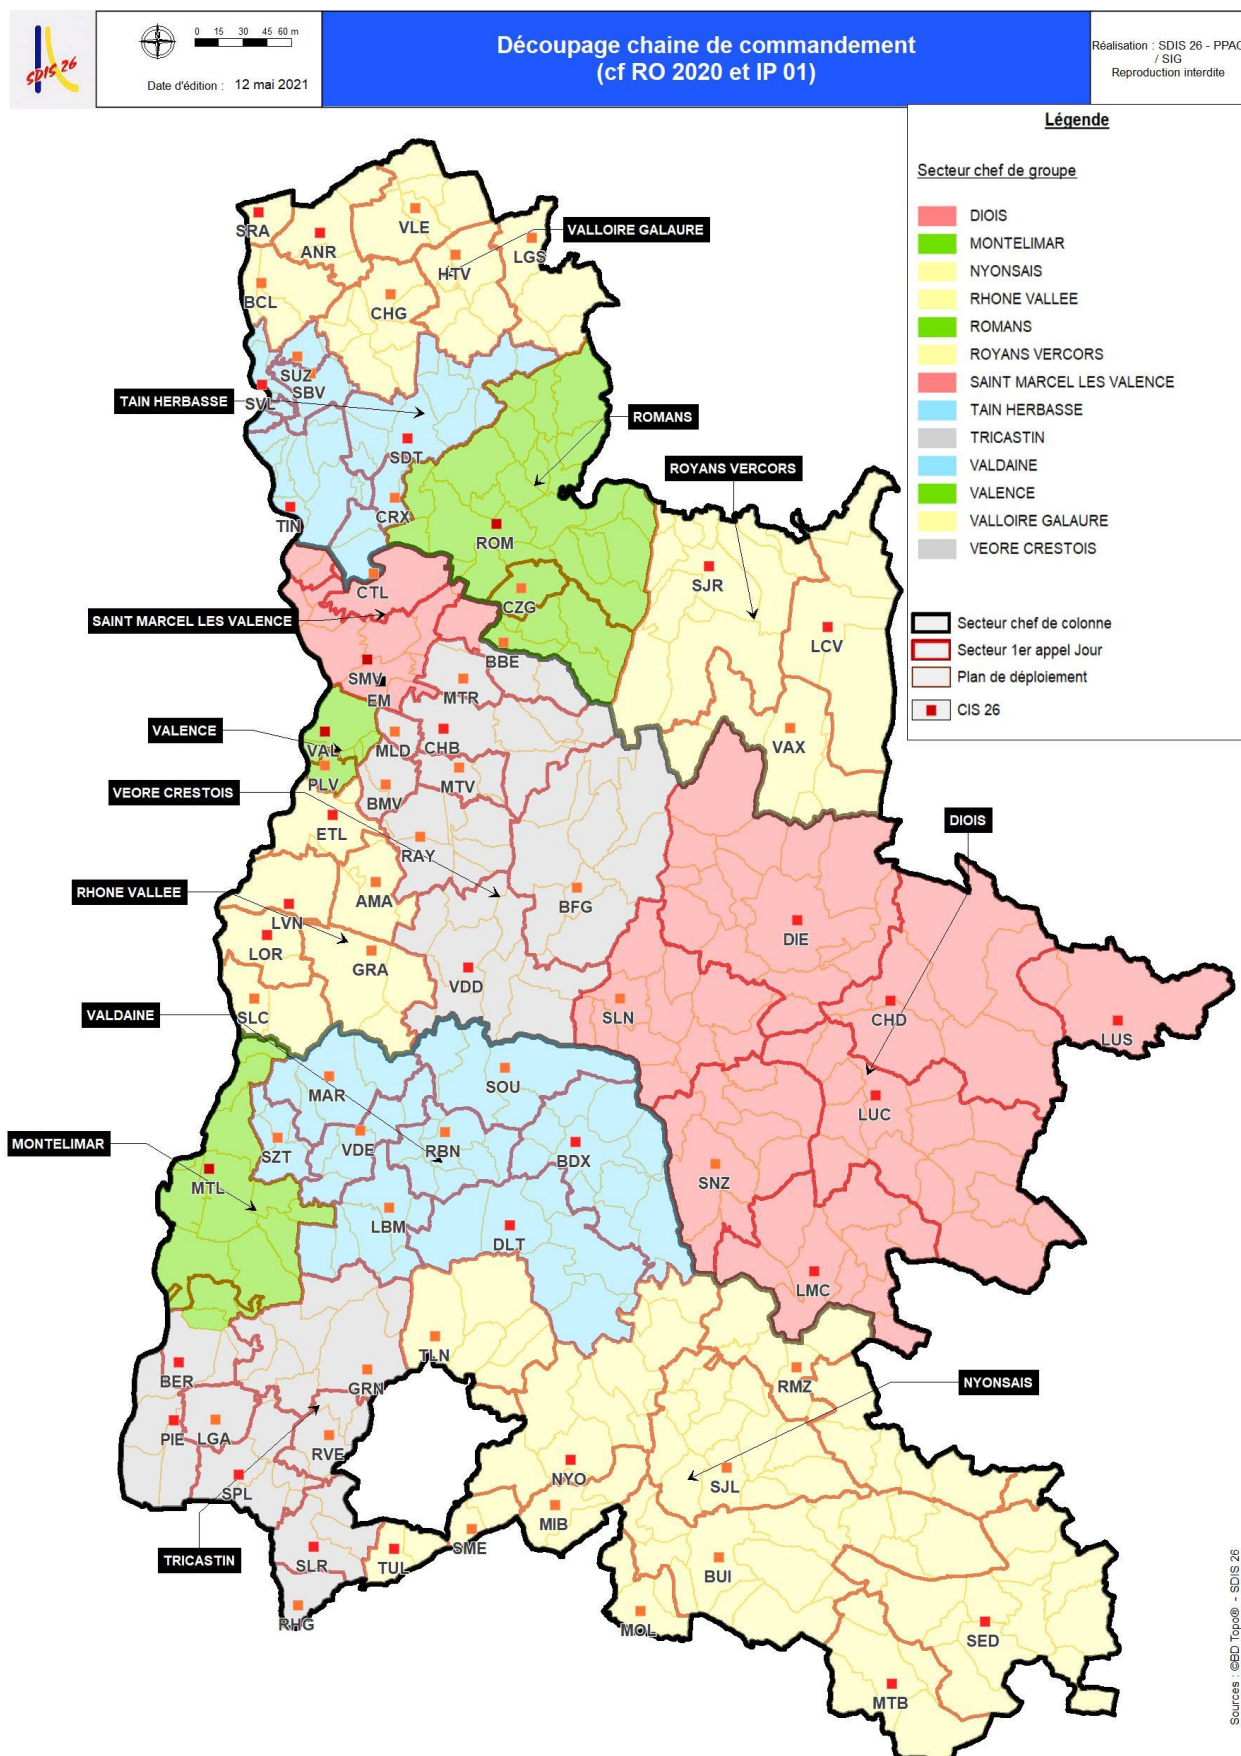 SDIS 26
0 15 30 45 60 m
Date d'édition : 12 mai 2021
Découpage chaine de commandement
(cf RO 2020 et IP 01)
Réalisation : SDIS 26 - PPAC
/ SIG
Reproduction interdite
Légende
Secteur chef de groupe
DIOIS
MONTELIMAR
NYONSAIS
RHONE VALLEE
ROMANS
ROYANS VERCORS
SAINT MARCEL LES VALENCE
TAIN HERBASSE
TRICASTIN
VALDAINE
VALENCE
VALLOIRE GALAURE
VEORE CRESTOIS
Secteur chef de colonne
Secteur 1er appel Jour
Plan de déploiement
CIS 26
SRA
ANR
VLE
VALLOIRE GALAURE
LGS
HTV
BCL
CHG
SUZ
SBV
SVL
TAIN HERBASSE
ROMANS
SDT
ROYANS VERCORS
TIN
CRX
ROM
SJR
CTL
CZG
SAINT MARCEL LES VALENCE
LCV
BBE
SMV
EM
MTR
VALENCE
VAL
MLD
CHB
VAX
PLV
MTV
VEORE CRESTOIS
BMV
ETL
DIOIS
RAY
RHONE VALLEE
AMA
BFG
LVN
DIE
LOR
GRA
VDD
VALDAINE
SLC
SLN
CHD
LUS
MAR
SOU
LUC
MONTELIMAR
SZT
VDE
RBN
BDX
MTL
SNZ
LBM
DLT
LMC
TLN
BER
GRN
RMZ
NYONSAIS
PIE
LGA
RVE
NYO
SJL
SPL
MIB
TRICASTIN
SME
SLR
TUL
BUI
RHG
MOL
SED
MTB
Sources : ©BD Topo® - SDIS 26